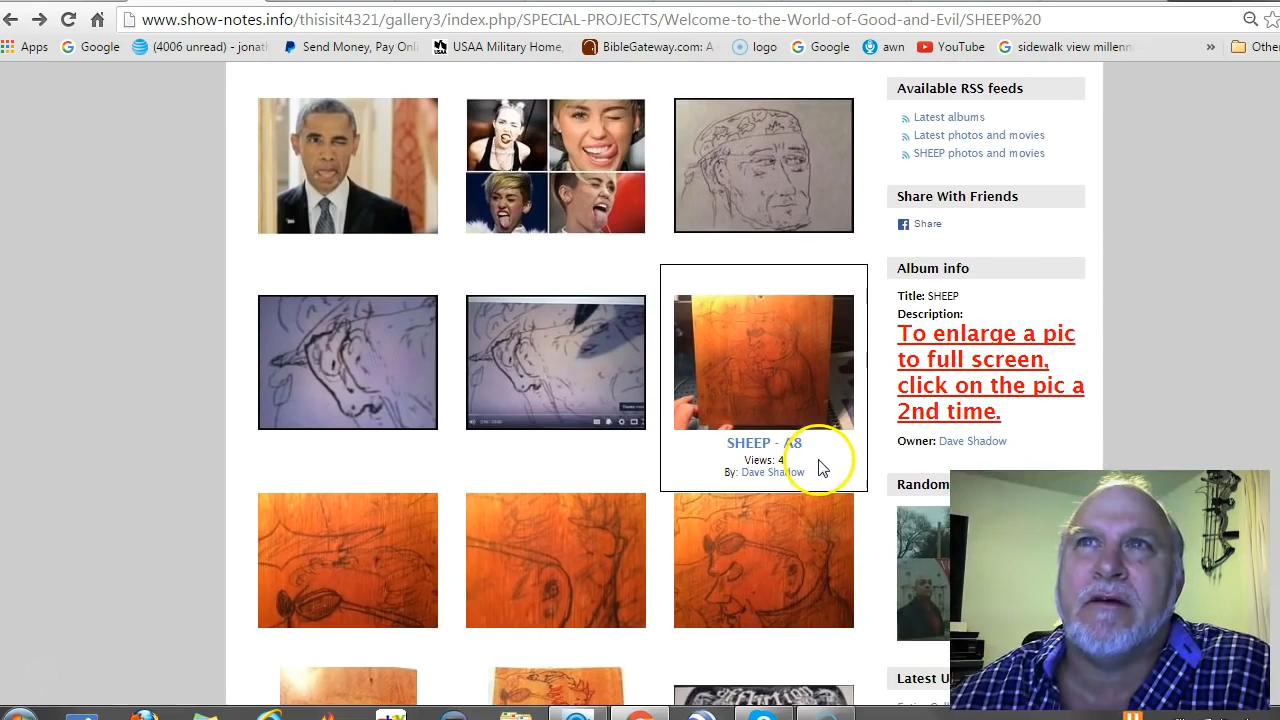 www.show-notes.info/thisisit4321/gallery3/index.php/SPECIAL-PROJECTS/Welcome-to-the-World-of-Good-and-Evil/SHEEP%20
Apps Google (4006 unread) - jonat Send Money, Pay Onli USAA Military Home, BibleGateway.com: A logo Google awn YouTube sidewalk view millenn » Other
Available RSS feeds
Latest albums
Latest photos and movies
SHEEP photos and movies
Share With Friends
Share
Album info
Title: SHEEP
Description:
To enlarge a pic
to full screen,
click on the pic a
2nd time.
Owner: Dave Shadow
SHEEP - A8
Views: 4
By: Dave Shadow
Random
Latest U